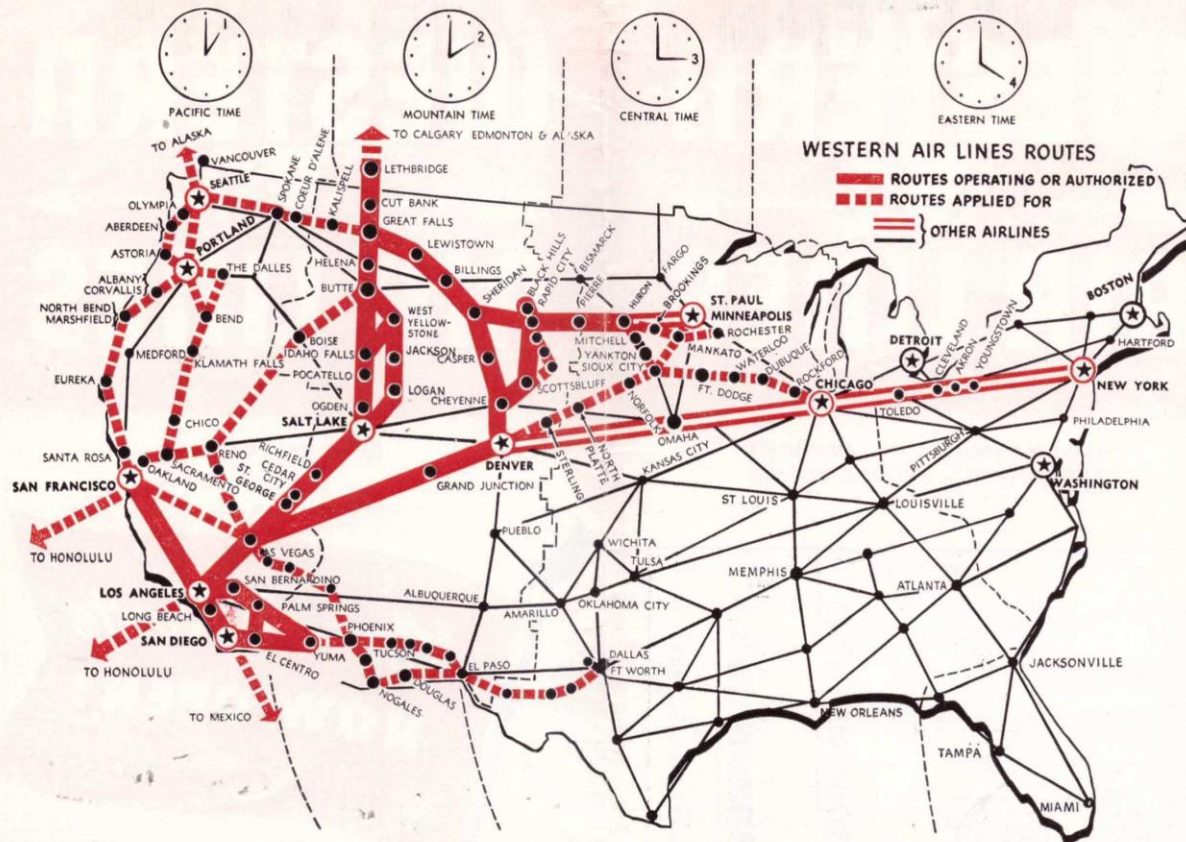 1
2
3
4
PACIFIC TIME
MOUNTAIN TIME
CENTRAL TIME
EASTERN TIME
TO ALASKA
TO CALGARY EDMONTON & ALASKA
WESTERN AIR LINES ROUTES
ROUTES OPERATING OR AUTHORIZED
ROUTES APPLIED FOR
OTHER AIRLINES
VANCOUVER
SEATTLE
OLYMPIA
ABERDEEN
PORTLAND
ASTORIA
ALBANY
CORVALLIS
NORTH BEND
MARSHFIELD
THE DALLES
BEND
MEDFORD
KLAMATH FALLS
EUREKA
CHICO
SANTA ROSA
OAKLAND
SACRAMENTO
RENO
SAN FRANCISCO
TO HONOLULU
SPOKANE
COEUR D'ALENE
KALISPELL
LETHBRIDGE
CUT BANK
GREAT FALLS
HELENA
BUTTE
LEWISTOWN
BILLINGS
SHERIDAN
BLACK HILLS
RAPID CITY
PIERRE
BISMARCK
HURON
BROOKINGS
FARGO
ST. PAUL
MINNEAPOLIS
ROCHESTER
MANKATO
MITCHELL
YANKTON
SIOUX CITY
WATERLOO
DUBUQUE
ROCKFORD
FT. DODGE
BOISE
IDAHO FALLS
POCATELLO
WEST
YELLOW-
STONE
JACKSON
LOGAN
CASPER
CHEYENNE
SCOTTSBLUFF
OGDEN
SALT LAKE
RICHFIELD
CEDAR
CITY
ST.
GEORGE
DENVER
GRAND JUNCTION
STERLING
NORTH
PLATTE
NORFOLK
OMAHA
KANSAS CITY
CHICAGO
DETROIT
TOLEDO
CLEVELAND
AKRON
YOUNGSTOWN
BOSTON
HARTFORD
NEW YORK
PHILADELPHIA
PITTSBURGH
WASHINGTON
ST LOUIS
LOUISVILLE
PUEBLO
WICHITA
TULSA
MEMPHIS
ATLANTA
LAS VEGAS
SAN BERNARDINO
LOS ANGELES
LONG BEACH
PALM SPRINGS
SAN DIEGO
TO HONOLULU
EL CENTRO
YUMA
PHOENIX
TUCSON
NOGALES
DOUGLAS
TO MEXICO
ALBUQUERQUE
AMARILLO
OKLAHOMA CITY
EL PASO
DALLAS
FT WORTH
NEW ORLEANS
JACKSONVILLE
TAMPA
MIAMI